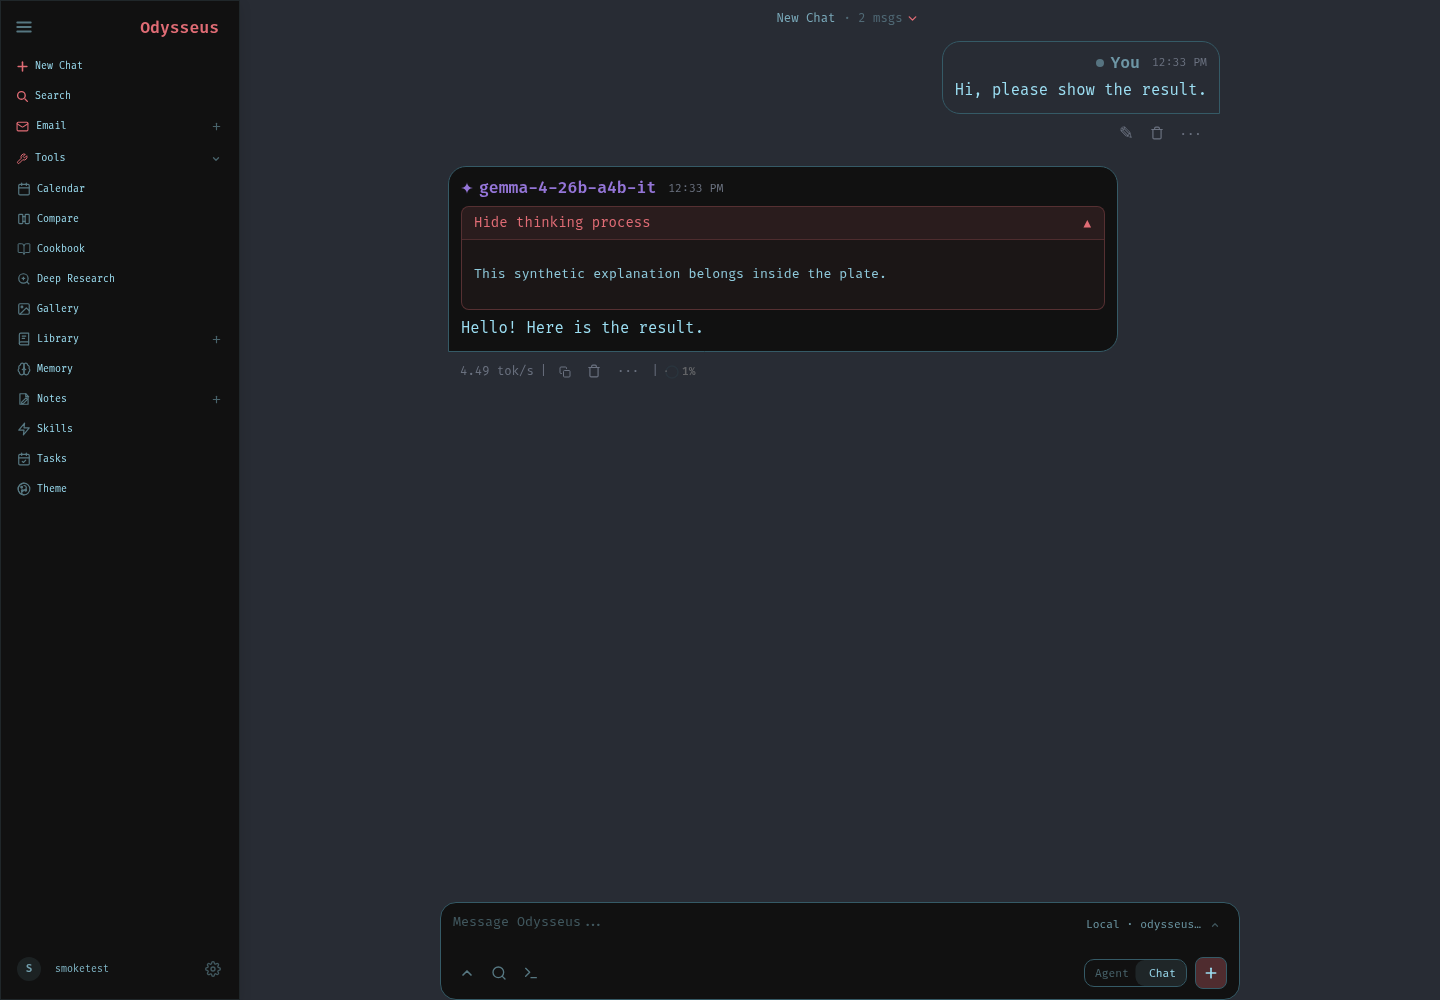 Odysseus
New Chat
Search
Email
Tools
Calendar
Compare
Cookbook
Deep Research
Gallery
Library
Memory
Notes
Skills
Tasks
Theme
S smoketest
New Chat · 2 msgs
You 12:33 PM
Hi, please show the result.
gemma-4-26b-a4b-it 12:33 PM
Hide thinking process
This synthetic explanation belongs inside the plate.
Hello! Here is the result.
4.49 tok/s | ··· | 1%
Message Odysseus...
Local · odysseus…
Agent Chat